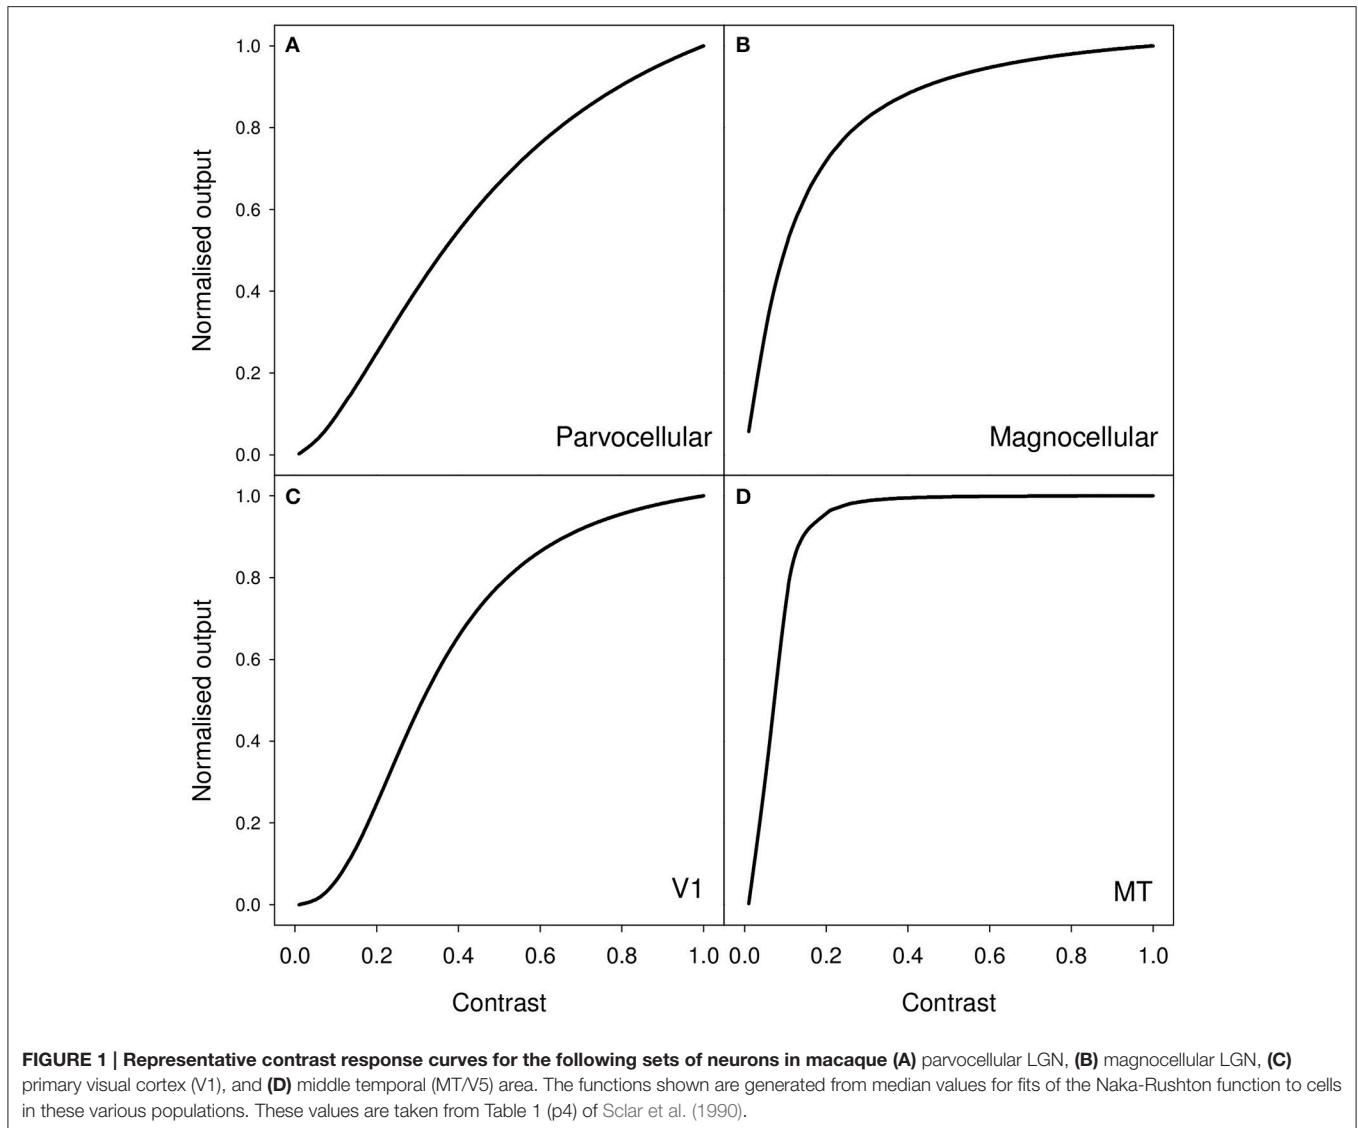 A
B
1.0
0.8
0.6
0.4
0.2
0.0
Normalised output
Parvocellular
Magnocellular
C
D
1.0
0.8
0.6
0.4
0.2
0.0
Normalised output
V1
MT
0.0 0.2 0.4 0.6 0.8 1.0 0.0 0.2 0.4 0.6 0.8 1.0
Contrast Contrast
FIGURE 1 | Representative contrast response curves for the following sets of neurons in macaque (A) parvocellular LGN, (B) magnocellular LGN, (C)
primary visual cortex (V1), and (D) middle temporal (MT/V5) area. The functions shown are generated from median values for fits of the Naka-Rushton function to cells
in these various populations. These values are taken from Table 1 (p4) of Sclar et al. (1990).